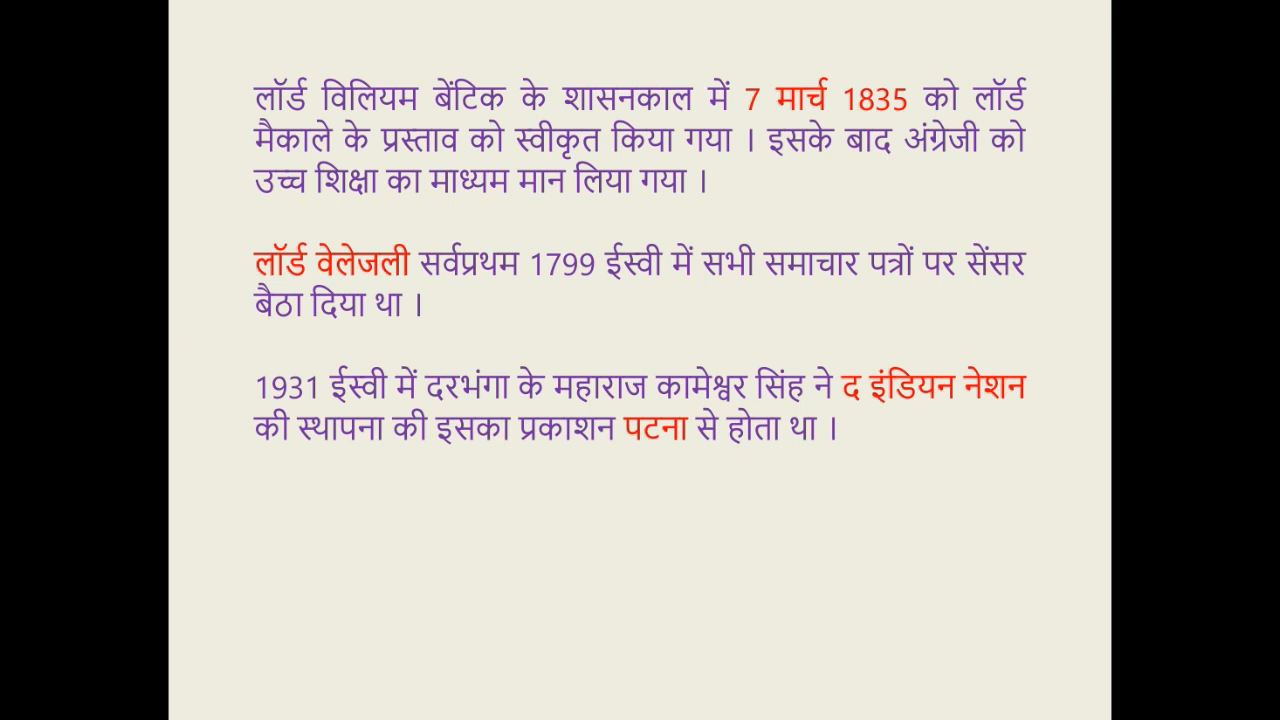 लॉर्ड विलियम बेंटिक के शासनकाल में 7 मार्च 1835 को लॉर्ड
मैकाले के प्रस्ताव को स्वीकृत किया गया । इसके बाद अंग्रेजी को
उच्च शिक्षा का माध्यम मान लिया गया ।
लॉर्ड वेलेजली सर्वप्रथम 1799 ईस्वी में सभी समाचार पत्रों पर सेंसर
बैठा दिया था ।
1931 ईस्वी में दरभंगा के महाराज कामेश्वर सिंह ने द इंडियन नेशन
की स्थापना की इसका प्रकाशन पटना से होता था ।